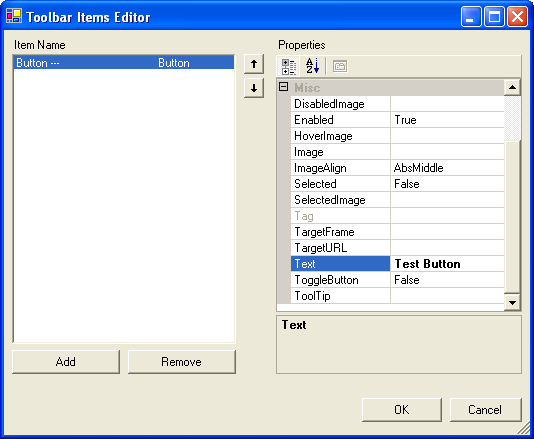 Toolbar Items Editor
Item Name
Button --- Button
Add
Remove
Properties
Misc
DisabledImage
Enabled True
HoverImage
Image
ImageAlign AbsMiddle
Selected False
SelectedImage
Tag
TargetFrame
TargetURL
Text Test Button
ToggleButton False
ToolTip
Text
OK
Cancel